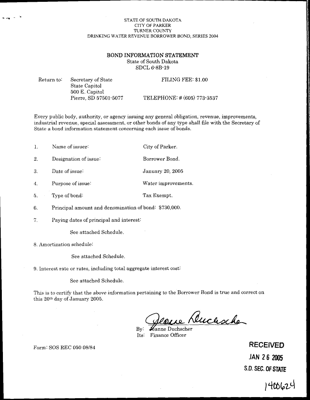 STATE OF SOUTH DAKOTA
CITY OF PARKER
TURNER COUNTY
DRINKING WATER REVENUE BORROWER BOND, SERIES 2004
BOND INFORMATION STATEMENT
State of South Dakota
SDCL 6-8B-19
Return to: Secretary of State FILING FEE: $1.00
State Capitol
500 E. Capitol
Pierre, SD 57501-5077 TELEPHONE: # (605) 773-3537
Every public body, authority, or agency issuing any general obligation, revenue, improvements,
industrial revenue, special assessment, or other bonds of any type shall file with the Secretary of
State a bond information statement concerning each issue of bonds.
1. Name of issuer: City of Parker.
2. Designation of issue: Borrower Bond.
3. Date of issue: January 20, 2005
4. Purpose of issue: Water improvements.
5. Type of bond: Tax Exempt.
6. Principal amount and denomination of bond: $730,000.
7. Paying dates of principal and interest:
See attached Schedule.
8. Amortization schedule:
See attached Schedule.
9. Interest rate or rates, including total aggregate interest cost:
See attached Schedule.
This is to certify that the above information pertaining to the Borrower Bond is true and correct on
this 20th day of January 2005.
Jeane Duchscher
By: Jeanne Duchscher
Its: Finance Officer
Form: SOS REC 050 08/84
RECEIVED
JAN 26 2005
S.D. SEC. OF STATE
1400624